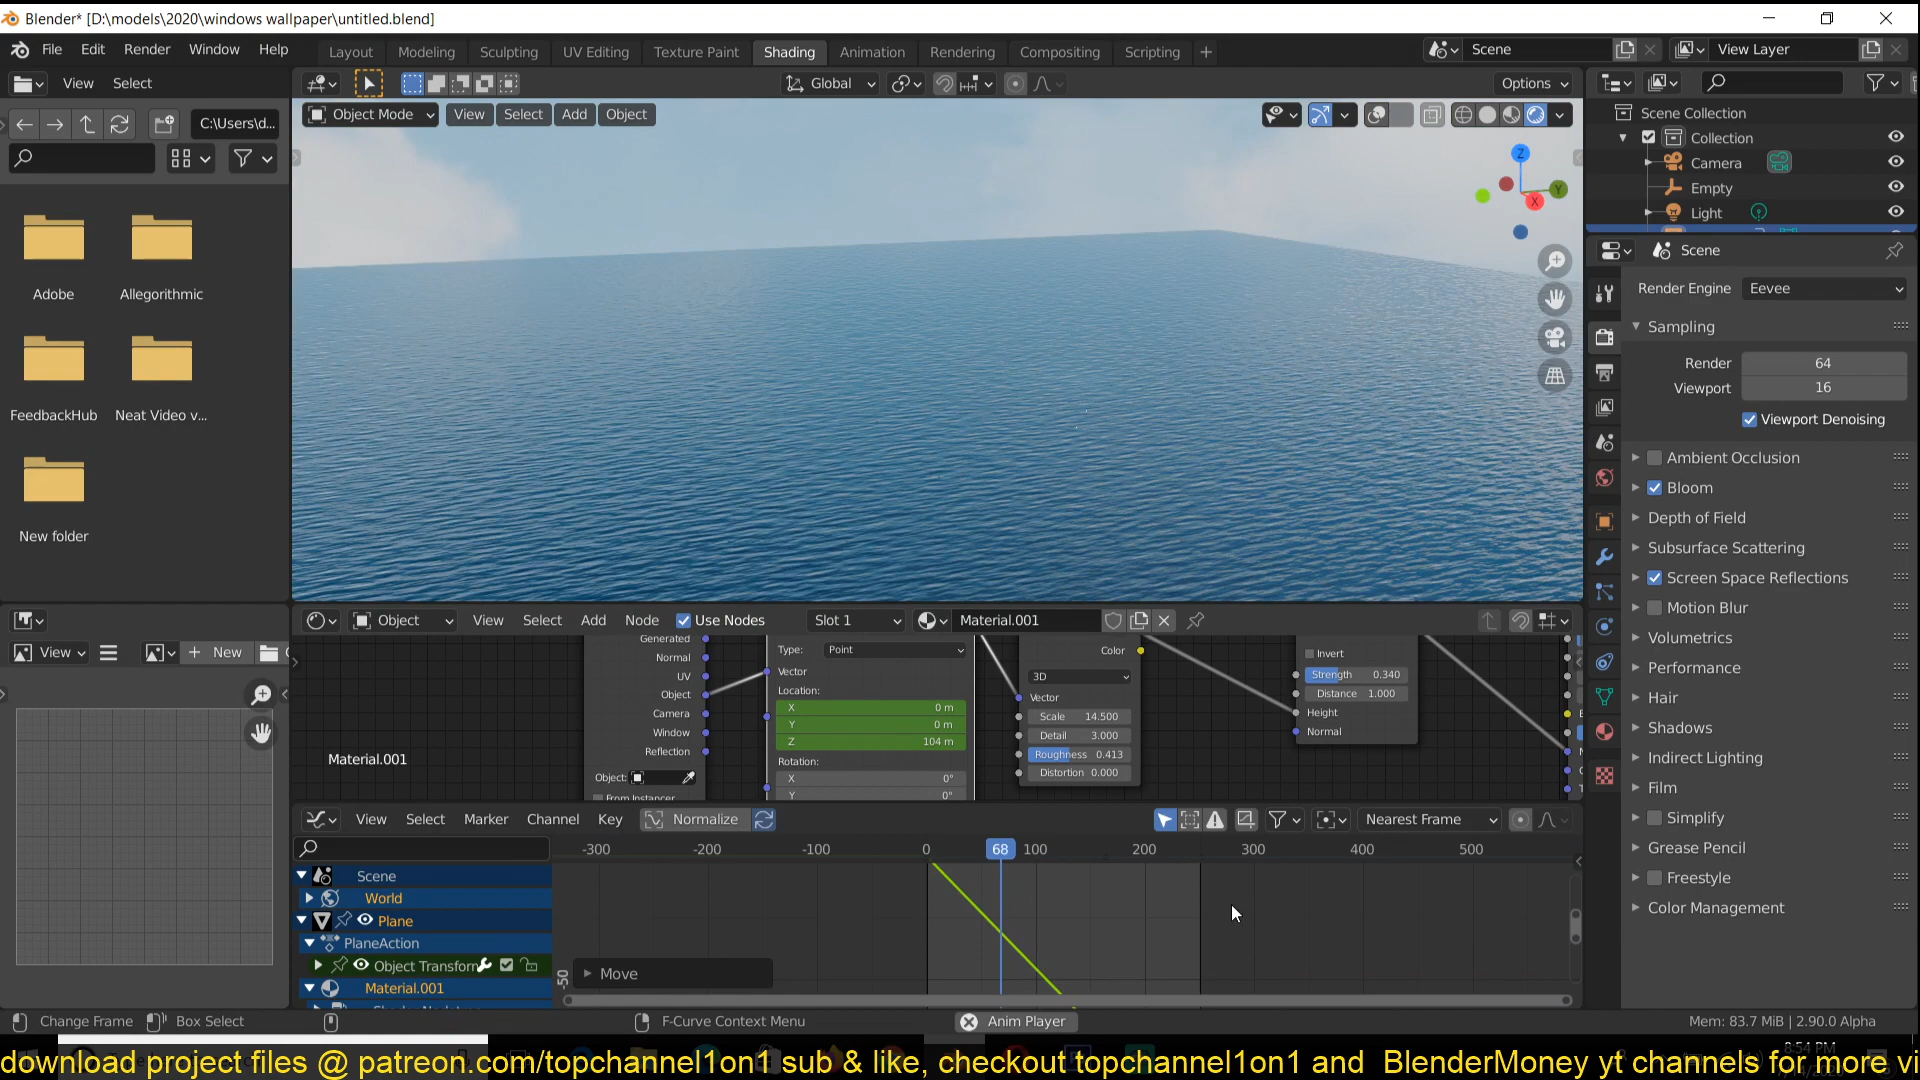 Blender* [D:\models\2020\windows wallpaper\untitled.blend]
File Edit Render Window Help Layout Modeling Sculpting UV Editing Texture Paint Shading Animation Rendering Compositing Scripting + Scene View Layer
View Select Global Options
C:\Users\d... Object Mode View Select Add Object
Z Y X
Adobe Allegorithmic
FeedbackHub Neat Video v...
New folder
Scene Collection
Collection
Camera
Empty
Light
Scene
Render Engine Eevee
Sampling
Render 64
Viewport 16
Viewport Denoising
Ambient Occlusion
Bloom
Depth of Field
Subsurface Scattering
Screen Space Reflections
Motion Blur
Volumetrics
Performance
Hair
Shadows
Indirect Lighting
Film
Simplify
Grease Pencil
Freestyle
Color Management
Object View Select Add Node Use Nodes Slot 1 Material.001
View + New
Generated
Normal
UV
Object
Camera
Window
Reflection
Object:
From Instancer
Material.001
Type: Point
Vector
Location:
X 0 m
Y 0 m
Z 104 m
Rotation:
X 0°
Y 0°
Color
3D
Vector
Scale 14.500
Detail 3.000
Roughness 0.413
Distortion 0.000
Invert
Strength 0.340
Distance 1.000
Height
Normal
View Select Marker Channel Key Normalize Nearest Frame
-300 -200 -100 0 68 100 200 300 400 500
Scene
World
Plane
PlaneAction
Object Transform
Material.001
-50
Move
Change Frame Box Select F-Curve Context Menu Anim Player Mem: 83.7 MiB | 2.90.0 Alpha
8:54 PM
download project files @ patreon.com/topchannel1on1 sub & like, checkout topchannel1on1 and BlenderMoney yt channels for more vi